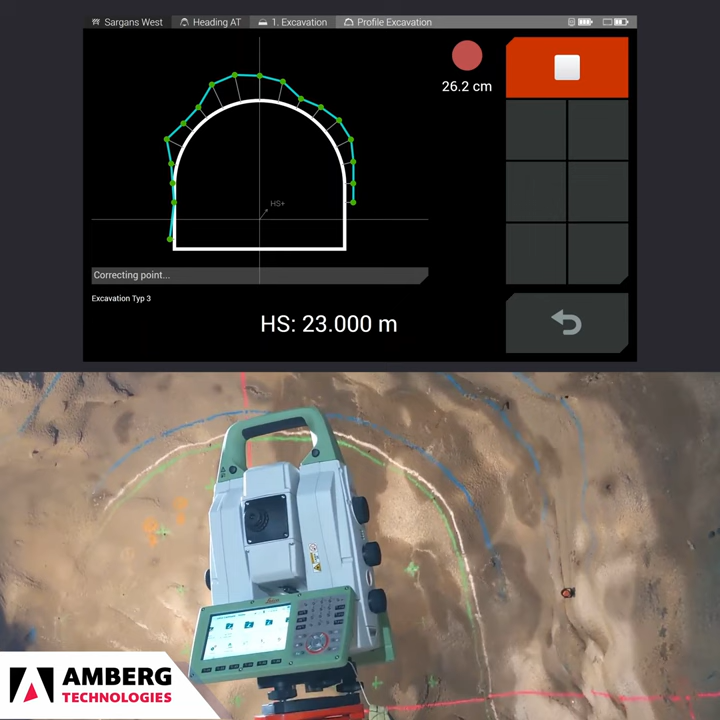 Sargans West
Heading AT
1. Excavation
Profile Excavation
26.2 cm
HS+
Correcting point...
Excavation Typ 3
HS: 23.000 m
Leica
AMBERG
TECHNOLOGIES